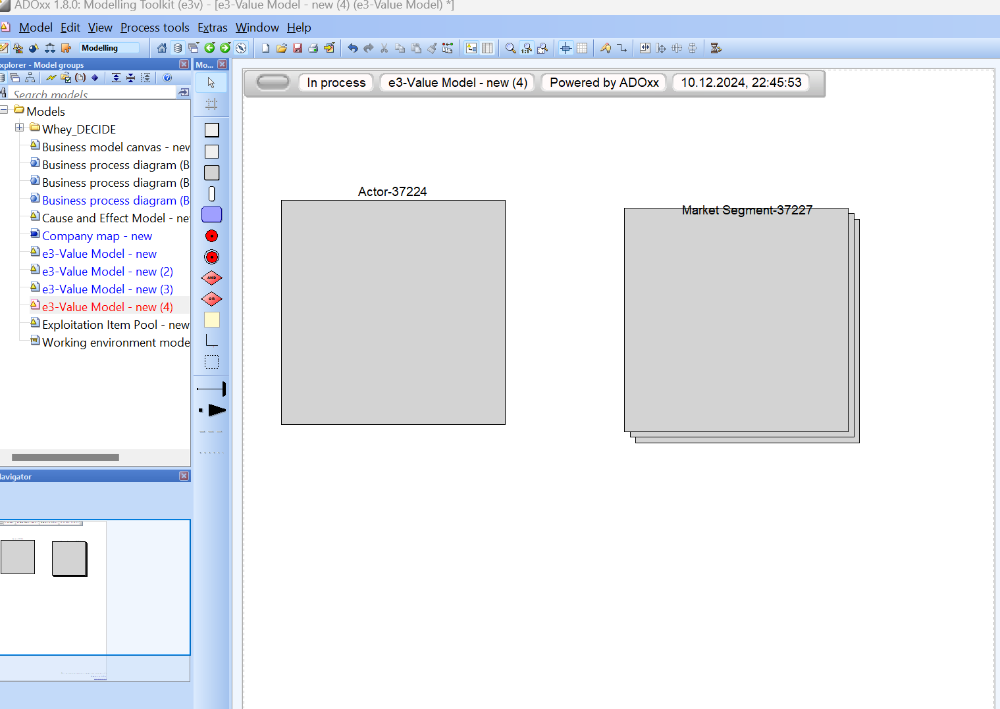 ADOxx 1.8.0: Modelling Toolkit (e3v) - [e3-Value Model - new (4) (e3-Value Model) *]
Model Edit View Process tools Extras Window Help
Modelling
xplorer - Model groups
Mo...
Search models
Models
Whey_DECIDE
Business model canvas - nev
Business process diagram (B
Business process diagram (B
Business process diagram (B
Cause and Effect Model - ne
Company map - new
e3-Value Model - new
e3-Value Model - new (2)
e3-Value Model - new (3)
e3-Value Model - new (4)
Exploitation Item Pool - new
Working environment mode
AND
OR
avigator
In process
e3-Value Model - new (4)
Powered by ADOxx
10.12.2024, 22:45:53
Actor-37224
Market Segment-37227